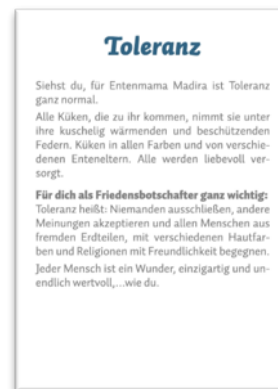 Toleranz
Siehst du, für Entenmama Madira ist Toleranz
ganz normal.
Alle Küken, die zu ihr kommen, nimmt sie unter
ihre kuschelig wärmenden und beschützenden
Federn. Küken in allen Farben und von verschie-
denen Enteneltern. Alle werden liebevoll ver-
sorgt.
Für dich als Friedensbotschafter ganz wichtig:
Toleranz heißt: Niemanden ausschließen, andere
Meinungen akzeptieren und allen Menschen aus
fremden Erdteilen, mit verschiedenen Hautfar-
ben und Religionen mit Freundlichkeit begegnen.
Jeder Mensch ist ein Wunder, einzigartig und un-
endlich wertvoll,...wie du.